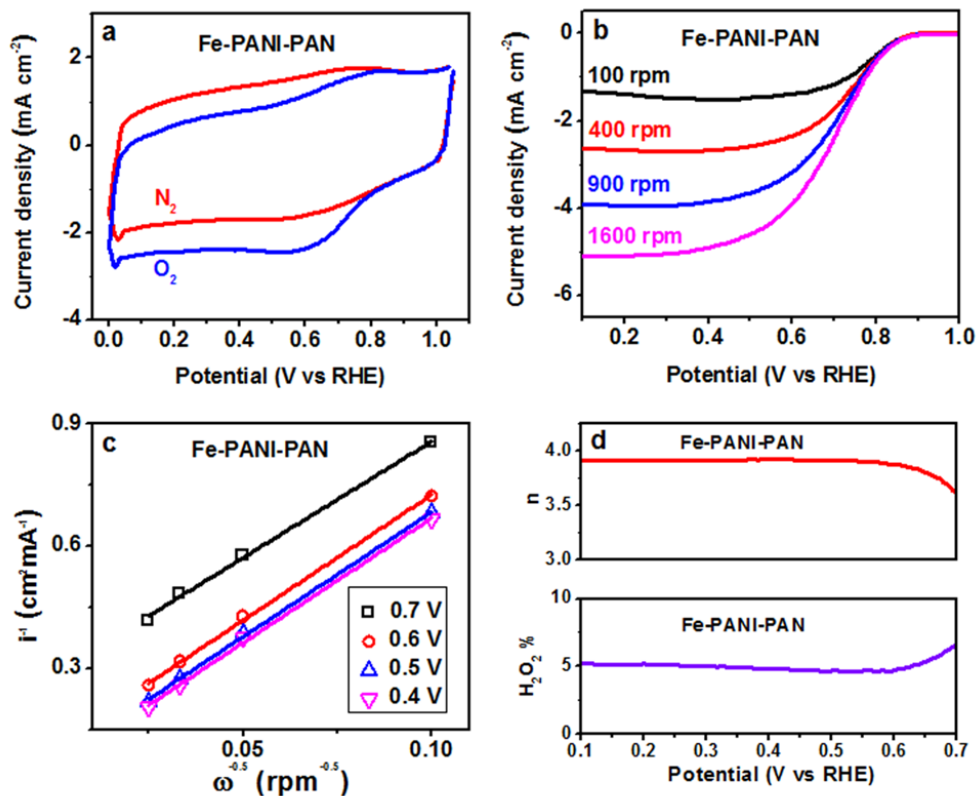 a
Fe-PANI-PAN
Current density (mA cm⁻²)
2
0
-2
-4
N₂
O₂
0.0 0.2 0.4 0.6 0.8 1.0
Potential (V vs RHE)
b
Fe-PANI-PAN
Current density (mA cm⁻²)
0
-2
-4
-6
100 rpm
400 rpm
900 rpm
1600 rpm
0.2 0.4 0.6 0.8 1.0
Potential (V vs RHE)
c
Fe-PANI-PAN
i⁻¹ (cm²mA⁻¹)
0.9
0.6
0.3
0.7 V
0.6 V
0.5 V
0.4 V
0.05 0.10
ω⁻⁰·⁵ (rpm⁻⁰·⁵)
d
Fe-PANI-PAN
n
4.0
3.5
3.0
Fe-PANI-PAN
H₂O₂ %
10
5
0
0.1 0.2 0.3 0.4 0.5 0.6 0.7
Potential (V vs RHE)